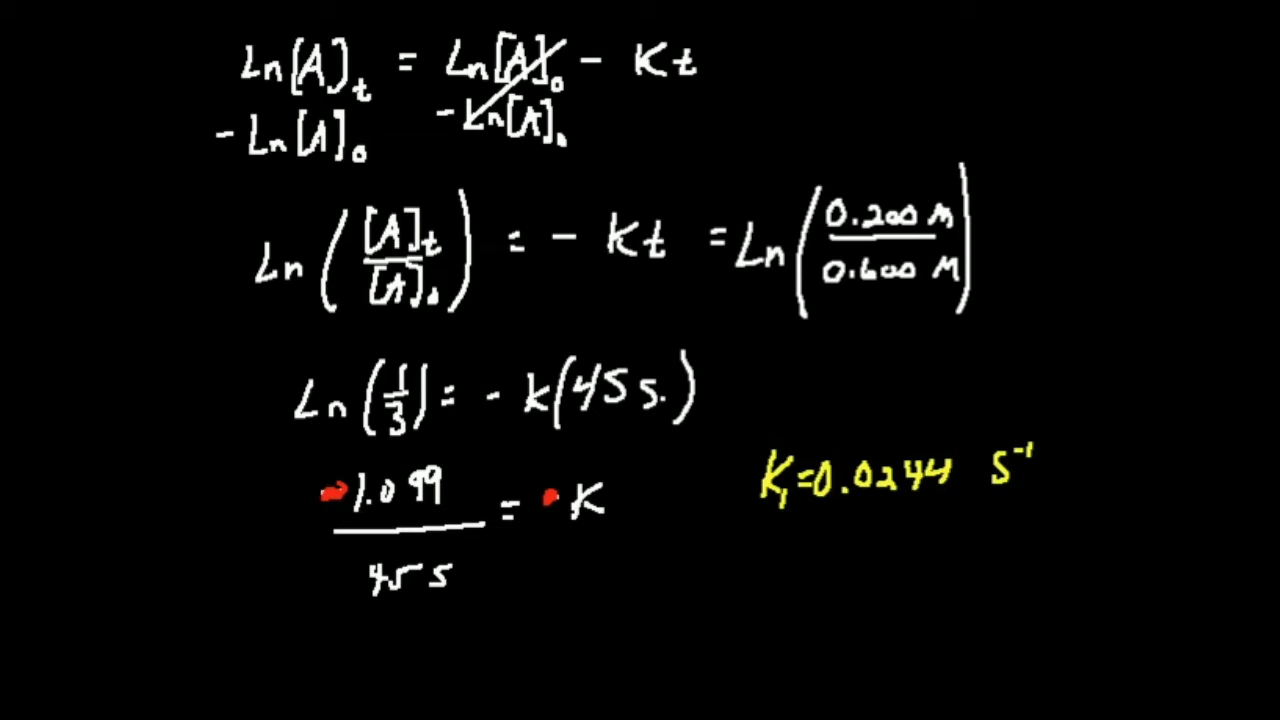 Ln[A]t = Ln[A]0 - Kt
- Ln[A]0 - Ln[A]0
Ln([A]t/[A]0) = - Kt = Ln(0.200 M/0.600 M)
Ln(1/3) = - k(45 s.)
-1.099/45 s = - K
K1=0.0244 s⁻¹